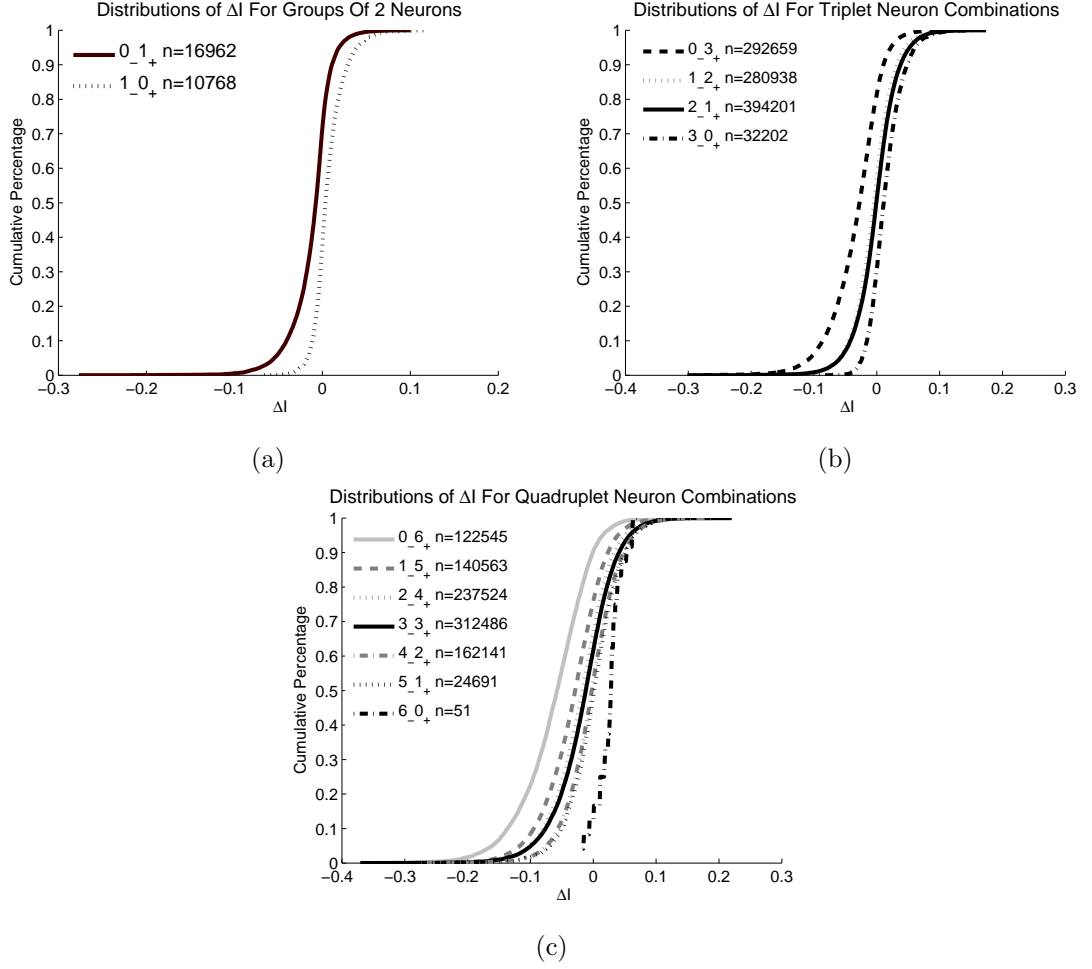 Distributions of ΔI For Groups Of 2 Neurons
Cumulative Percentage
1
0.9
0.8
0.7
0.6
0.5
0.4
0.3
0.2
0.1
0
0_1+ n=16962
1_0+ n=10768
−0.3 −0.2 −0.1 0 0.1 0.2
ΔI
(a)
Distributions of ΔI For Triplet Neuron Combinations
Cumulative Percentage
1
0.9
0.8
0.7
0.6
0.5
0.4
0.3
0.2
0.1
0
0_3+ n=292659
1_2+ n=280938
2_1+ n=394201
3_0+ n=32202
−0.4 −0.3 −0.2 −0.1 0 0.1 0.2 0.3
ΔI
(b)
Distributions of ΔI For Quadruplet Neuron Combinations
Cumulative Percentage
1
0.9
0.8
0.7
0.6
0.5
0.4
0.3
0.2
0.1
0
0_6+ n=122545
1_5+ n=140563
2_4+ n=237524
3_3+ n=312486
4_2+ n=162141
5_1+ n=24691
6_0+ n=51
−0.4 −0.3 −0.2 −0.1 0 0.1 0.2 0.3
ΔI
(c)